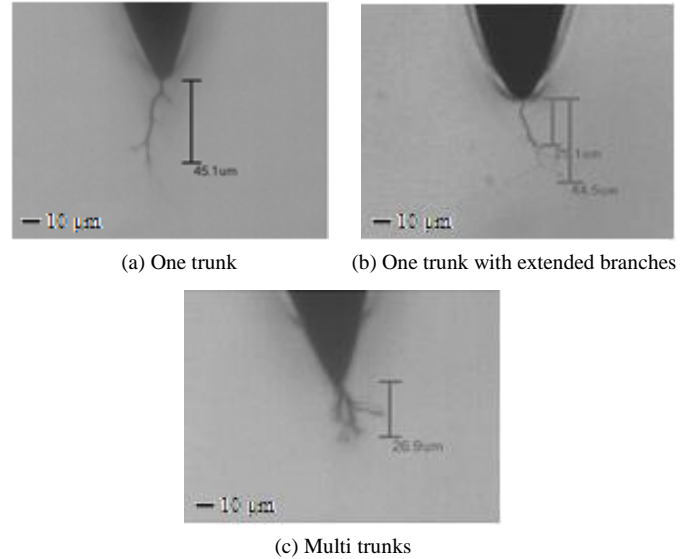 45.1um
10 μm
(a) One trunk
44.5um
10 μm
(b) One trunk with extended branches
26.9um
10 μm
(c) Multi trunks